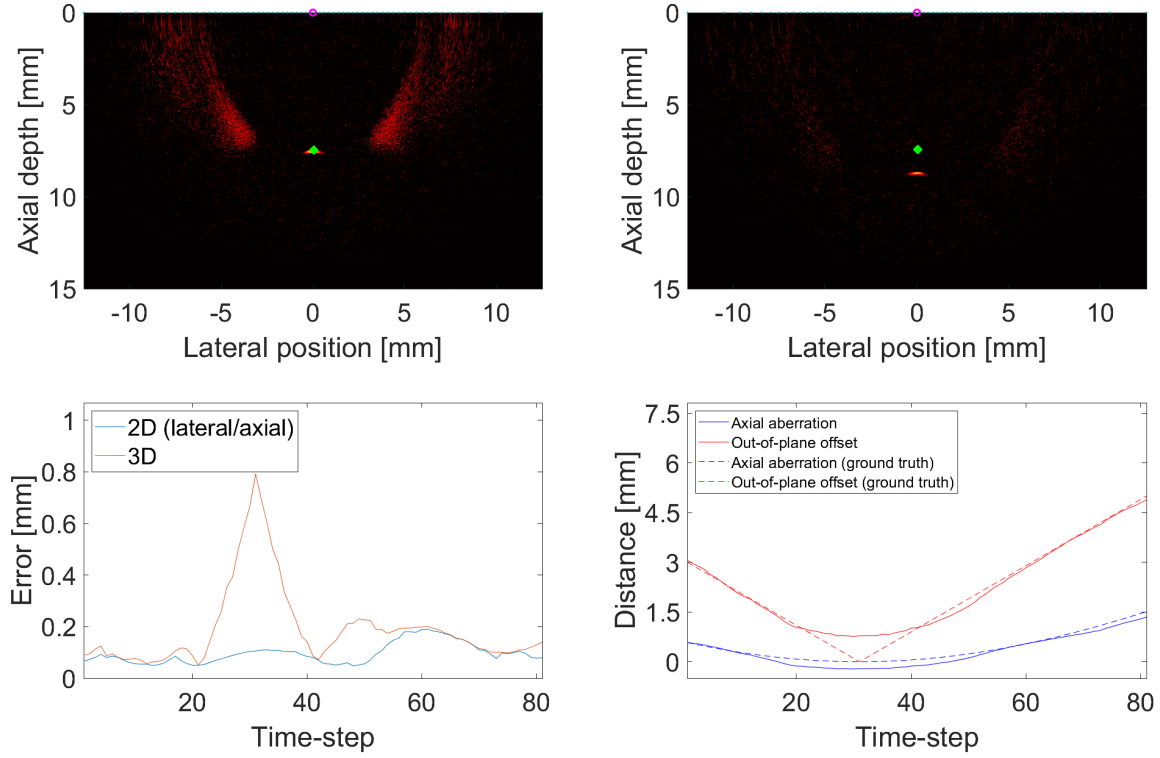 0
5
10
15
Axial depth [mm]
-10
-5
0
5
10
Lateral position [mm]
0
5
10
15
Axial depth [mm]
-10
-5
0
5
10
Lateral position [mm]
1
0.8
0.6
0.4
0.2
0
Error [mm]
2D (lateral/axial)
3D
20
40
60
80
Time-step
7.5
6
4.5
3
1.5
0
Distance [mm]
Axial aberration
Out-of-plane offset
Axial aberration (ground truth)
Out-of-plane offset (ground truth)
20
40
60
80
Time-step